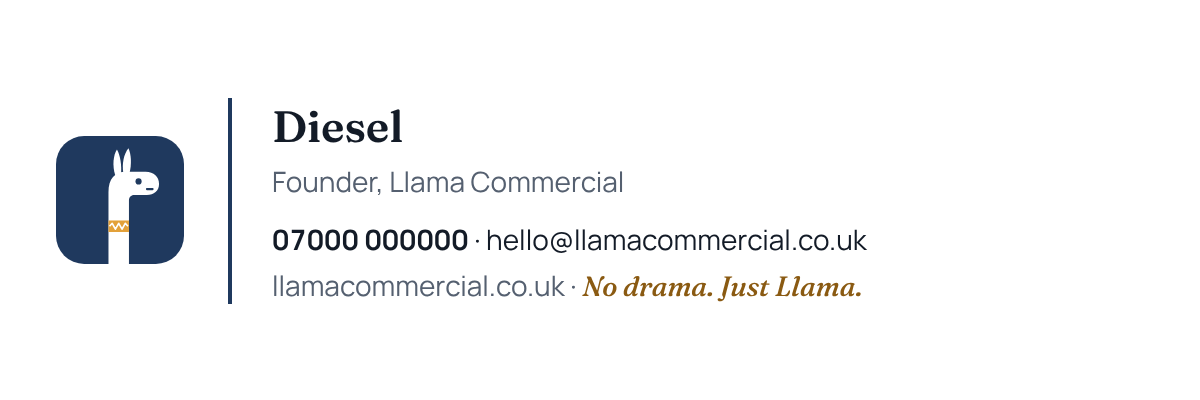 Diesel
Founder, Llama Commercial
07000 000000 · hello@llamacommercial.co.uk
llamacommercial.co.uk · No drama. Just Llama.